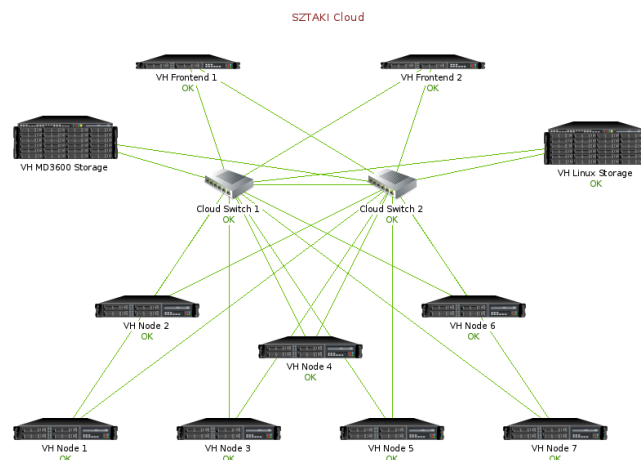 SZTAKI Cloud
VH Frontend 1
OK
VH Frontend 2
OK
VH MD3600 Storage
VH Linux Storage
OK
Cloud Switch 1
OK
Cloud Switch 2
OK
VH Node 2
OK
VH Node 6
OK
VH Node 4
OK
VH Node 1
OK
VH Node 3
OK
VH Node 5
OK
VH Node 7
OK